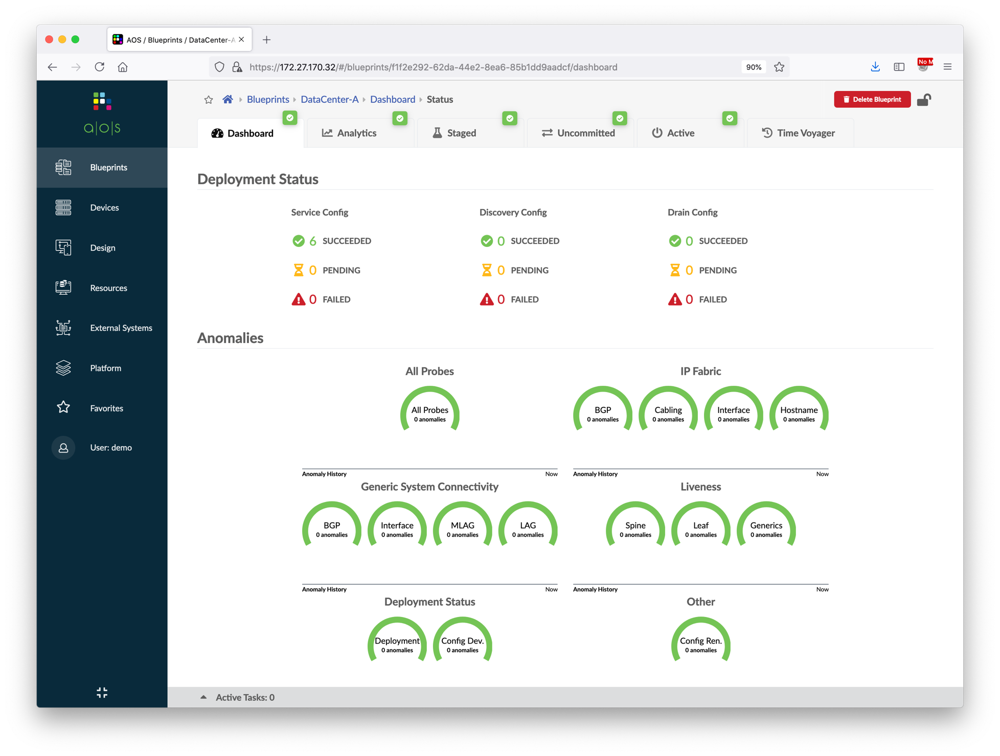 AOS / Blueprints / DataCenter-A
https://172.27.170.32/#/blueprints/f1f2e292-62da-44e2-8ea6-85b1dd9aadcf/dashboard
90%
No M
a|o|s
Blueprints
Devices
Design
Resources
External Systems
Platform
Favorites
User: demo
Blueprints DataCenter-A Dashboard Status
Delete Blueprint
Dashboard
Analytics
Staged
Uncommitted
Active
Time Voyager
Deployment Status
Service Config
Discovery Config
Drain Config
6 SUCCEEDED
0 SUCCEEDED
0 SUCCEEDED
0 PENDING
0 PENDING
0 PENDING
0 FAILED
0 FAILED
0 FAILED
Anomalies
All Probes
All Probes
0 anomalies
Anomaly History
Now
IP Fabric
BGP
0 anomalies
Cabling
0 anomalies
Interface
0 anomalies
Hostname
0 anomalies
Anomaly History
Now
Generic System Connectivity
BGP
0 anomalies
Interface
0 anomalies
MLAG
0 anomalies
LAG
0 anomalies
Anomaly History
Now
Liveness
Spine
0 anomalies
Leaf
0 anomalies
Generics
0 anomalies
Anomaly History
Now
Deployment Status
Deployment
0 anomalies
Config Dev.
0 anomalies
Other
Config Ren.
0 anomalies
Active Tasks: 0